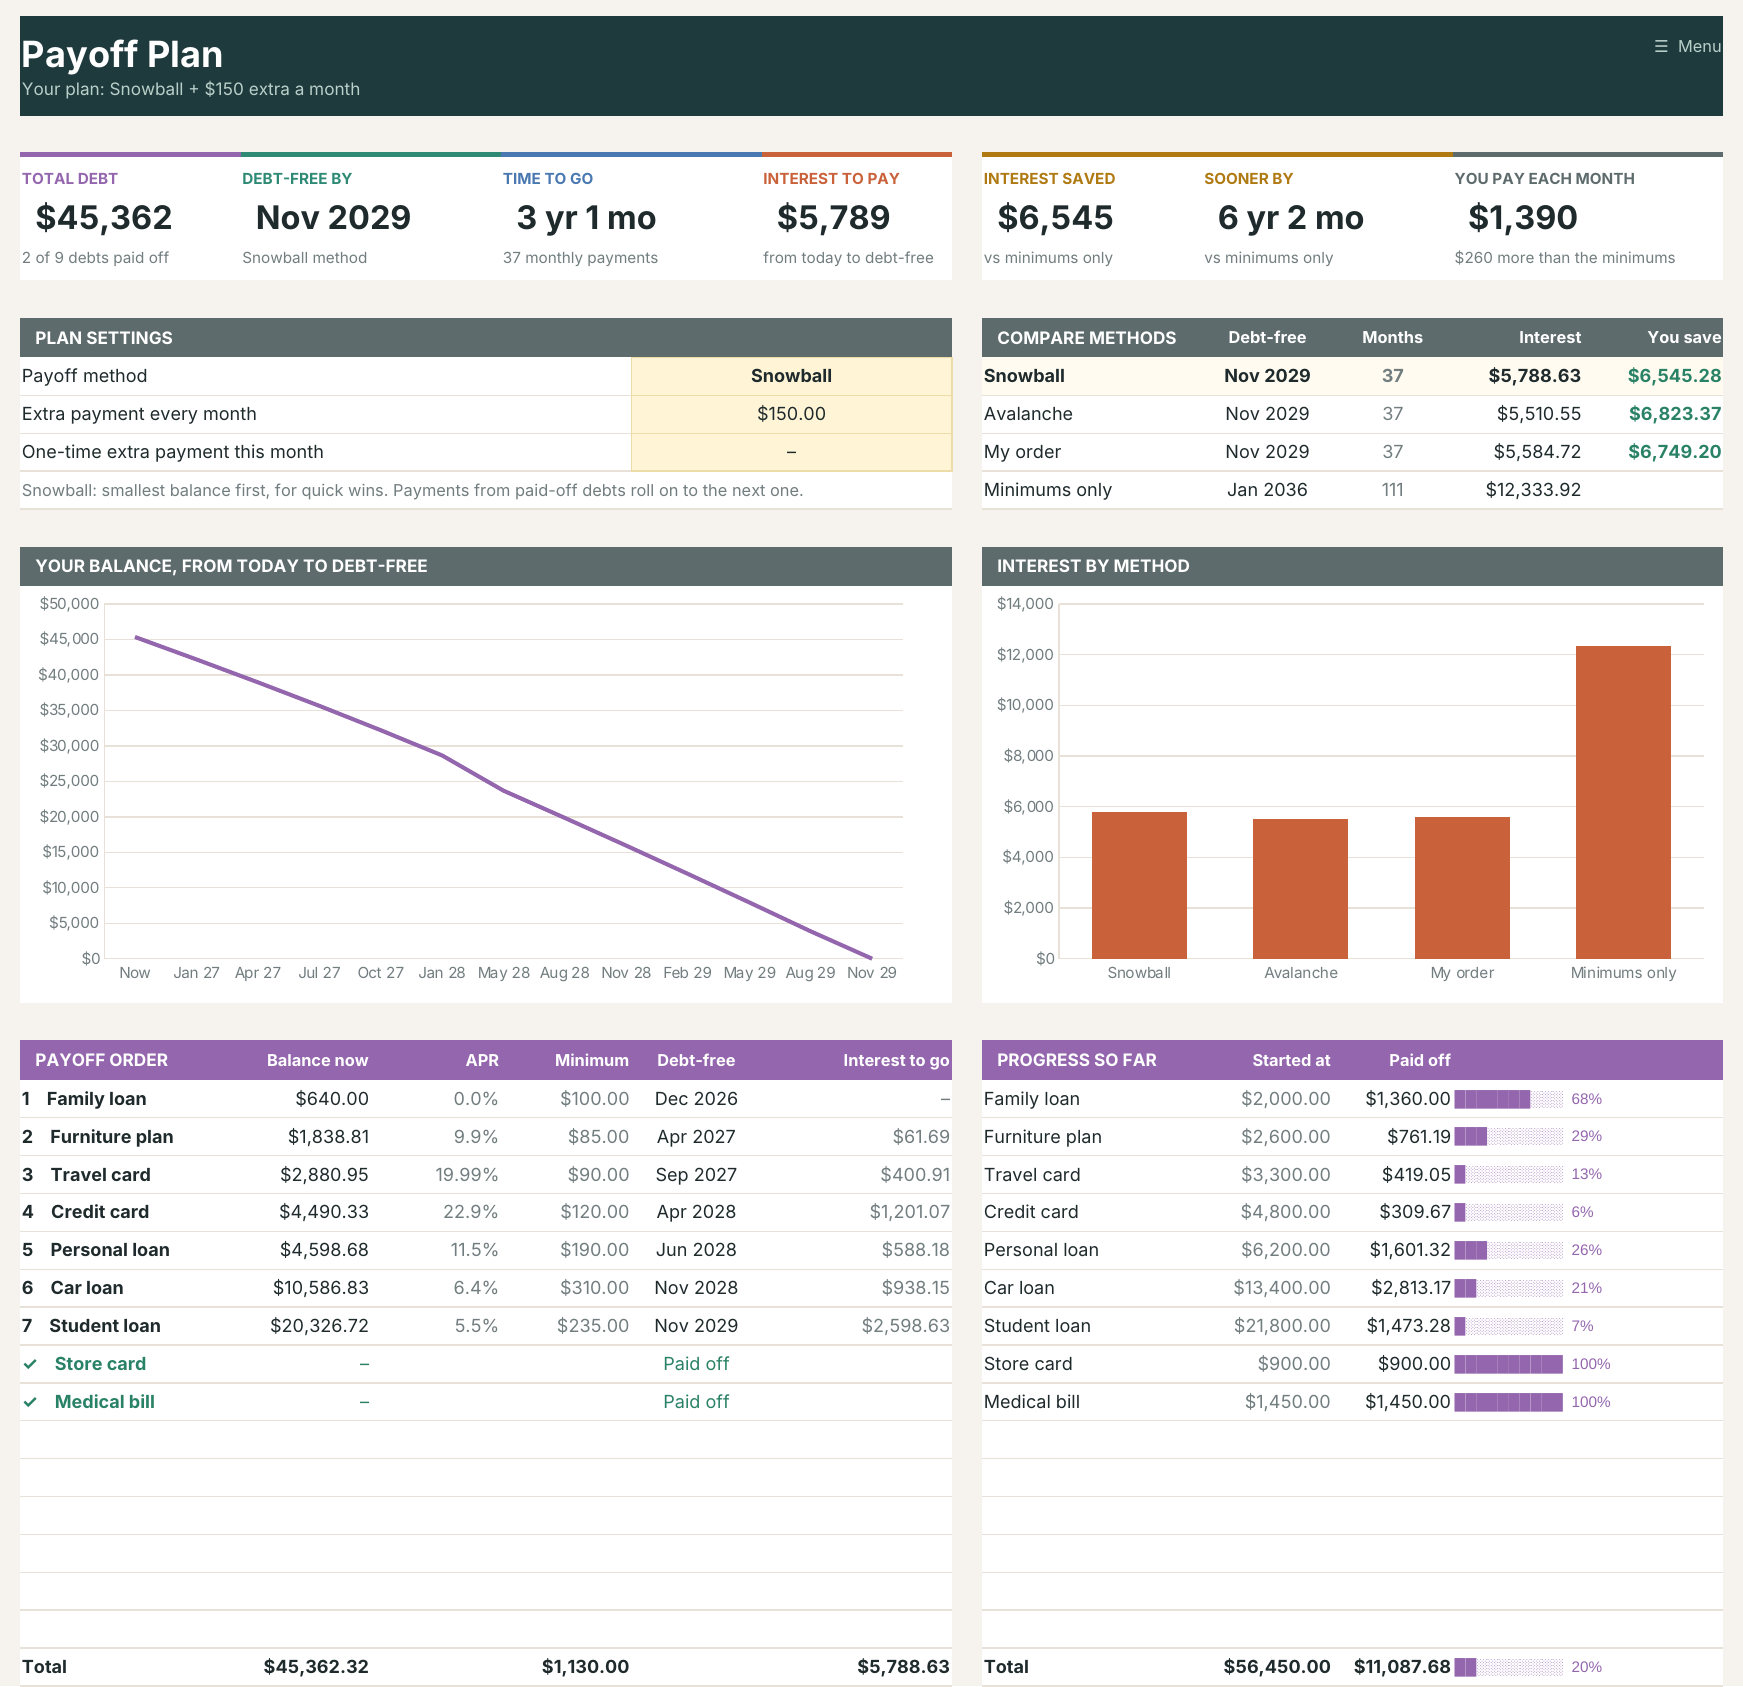 Payoff Plan
☰ Menu
Your plan: Snowball + $150 extra a month
TOTAL DEBT DEBT-FREE BY TIME TO GO INTEREST TO PAY
$45,362 Nov 2029 3 yr 1 mo $5,789
2 of 9 debts paid off Snowball method 37 monthly payments from today to debt-free
INTEREST SAVED SOONER BY YOU PAY EACH MONTH
$6,545 6 yr 2 mo $1,390
vs minimums only vs minimums only $260 more than the minimums
PLAN SETTINGS
Payoff method Snowball
Extra payment every month $150.00
One-time extra payment this month –
Snowball: smallest balance first, for quick wins. Payments from paid-off debts roll on to the next one.
COMPARE METHODS Debt-free Months Interest You save
Snowball Nov 2029 37 $5,788.63 $6,545.28
Avalanche Nov 2029 37 $5,510.55 $6,823.37
My order Nov 2029 37 $5,584.72 $6,749.20
Minimums only Jan 2036 111 $12,333.92
YOUR BALANCE, FROM TODAY TO DEBT-FREE
$50,000
$45,000
$40,000
$35,000
$30,000
$25,000
$20,000
$15,000
$10,000
$5,000
$0
Now Jan 27 Apr 27 Jul 27 Oct 27 Jan 28 May 28 Aug 28 Nov 28 Feb 29 May 29 Aug 29 Nov 29
INTEREST BY METHOD
$14,000
$12,000
$10,000
$8,000
$6,000
$4,000
$2,000
$0
Snowball Avalanche My order Minimums only
PAYOFF ORDER Balance now APR Minimum Debt-free Interest to go
1 Family loan $640.00 0.0% $100.00 Dec 2026 –
2 Furniture plan $1,838.81 9.9% $85.00 Apr 2027 $61.69
3 Travel card $2,880.95 19.99% $90.00 Sep 2027 $400.91
4 Credit card $4,490.33 22.9% $120.00 Apr 2028 $1,201.07
5 Personal loan $4,598.68 11.5% $190.00 Jun 2028 $588.18
6 Car loan $10,586.83 6.4% $310.00 Nov 2028 $938.15
7 Student loan $20,326.72 5.5% $235.00 Nov 2029 $2,598.63
✓ Store card – Paid off
✓ Medical bill – Paid off
Total $45,362.32 $1,130.00 $5,788.63
PROGRESS SO FAR Started at Paid off
Family loan $2,000.00 $1,360.00 68%
Furniture plan $2,600.00 $761.19 29%
Travel card $3,300.00 $419.05 13%
Credit card $4,800.00 $309.67 6%
Personal loan $6,200.00 $1,601.32 26%
Car loan $13,400.00 $2,813.17 21%
Student loan $21,800.00 $1,473.28 7%
Store card $900.00 $900.00 100%
Medical bill $1,450.00 $1,450.00 100%
Total $56,450.00 $11,087.68 20%